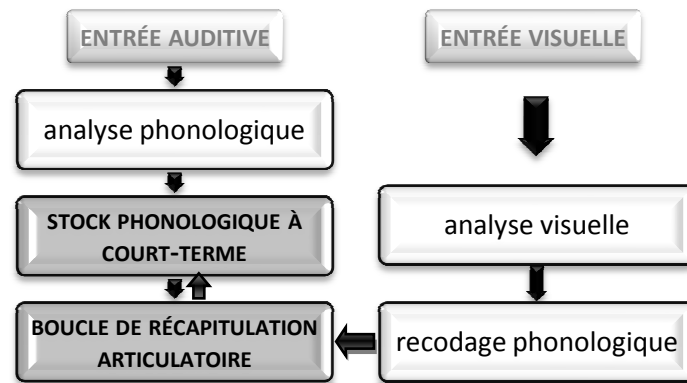 ENTRÉE AUDITIVE
ENTRÉE VISUELLE
analyse phonologique
STOCK PHONOLOGIQUE À
COURT-TERME
analyse visuelle
BOUCLE DE RÉCAPITULATION
ARTICULATOIRE
recodage phonologique